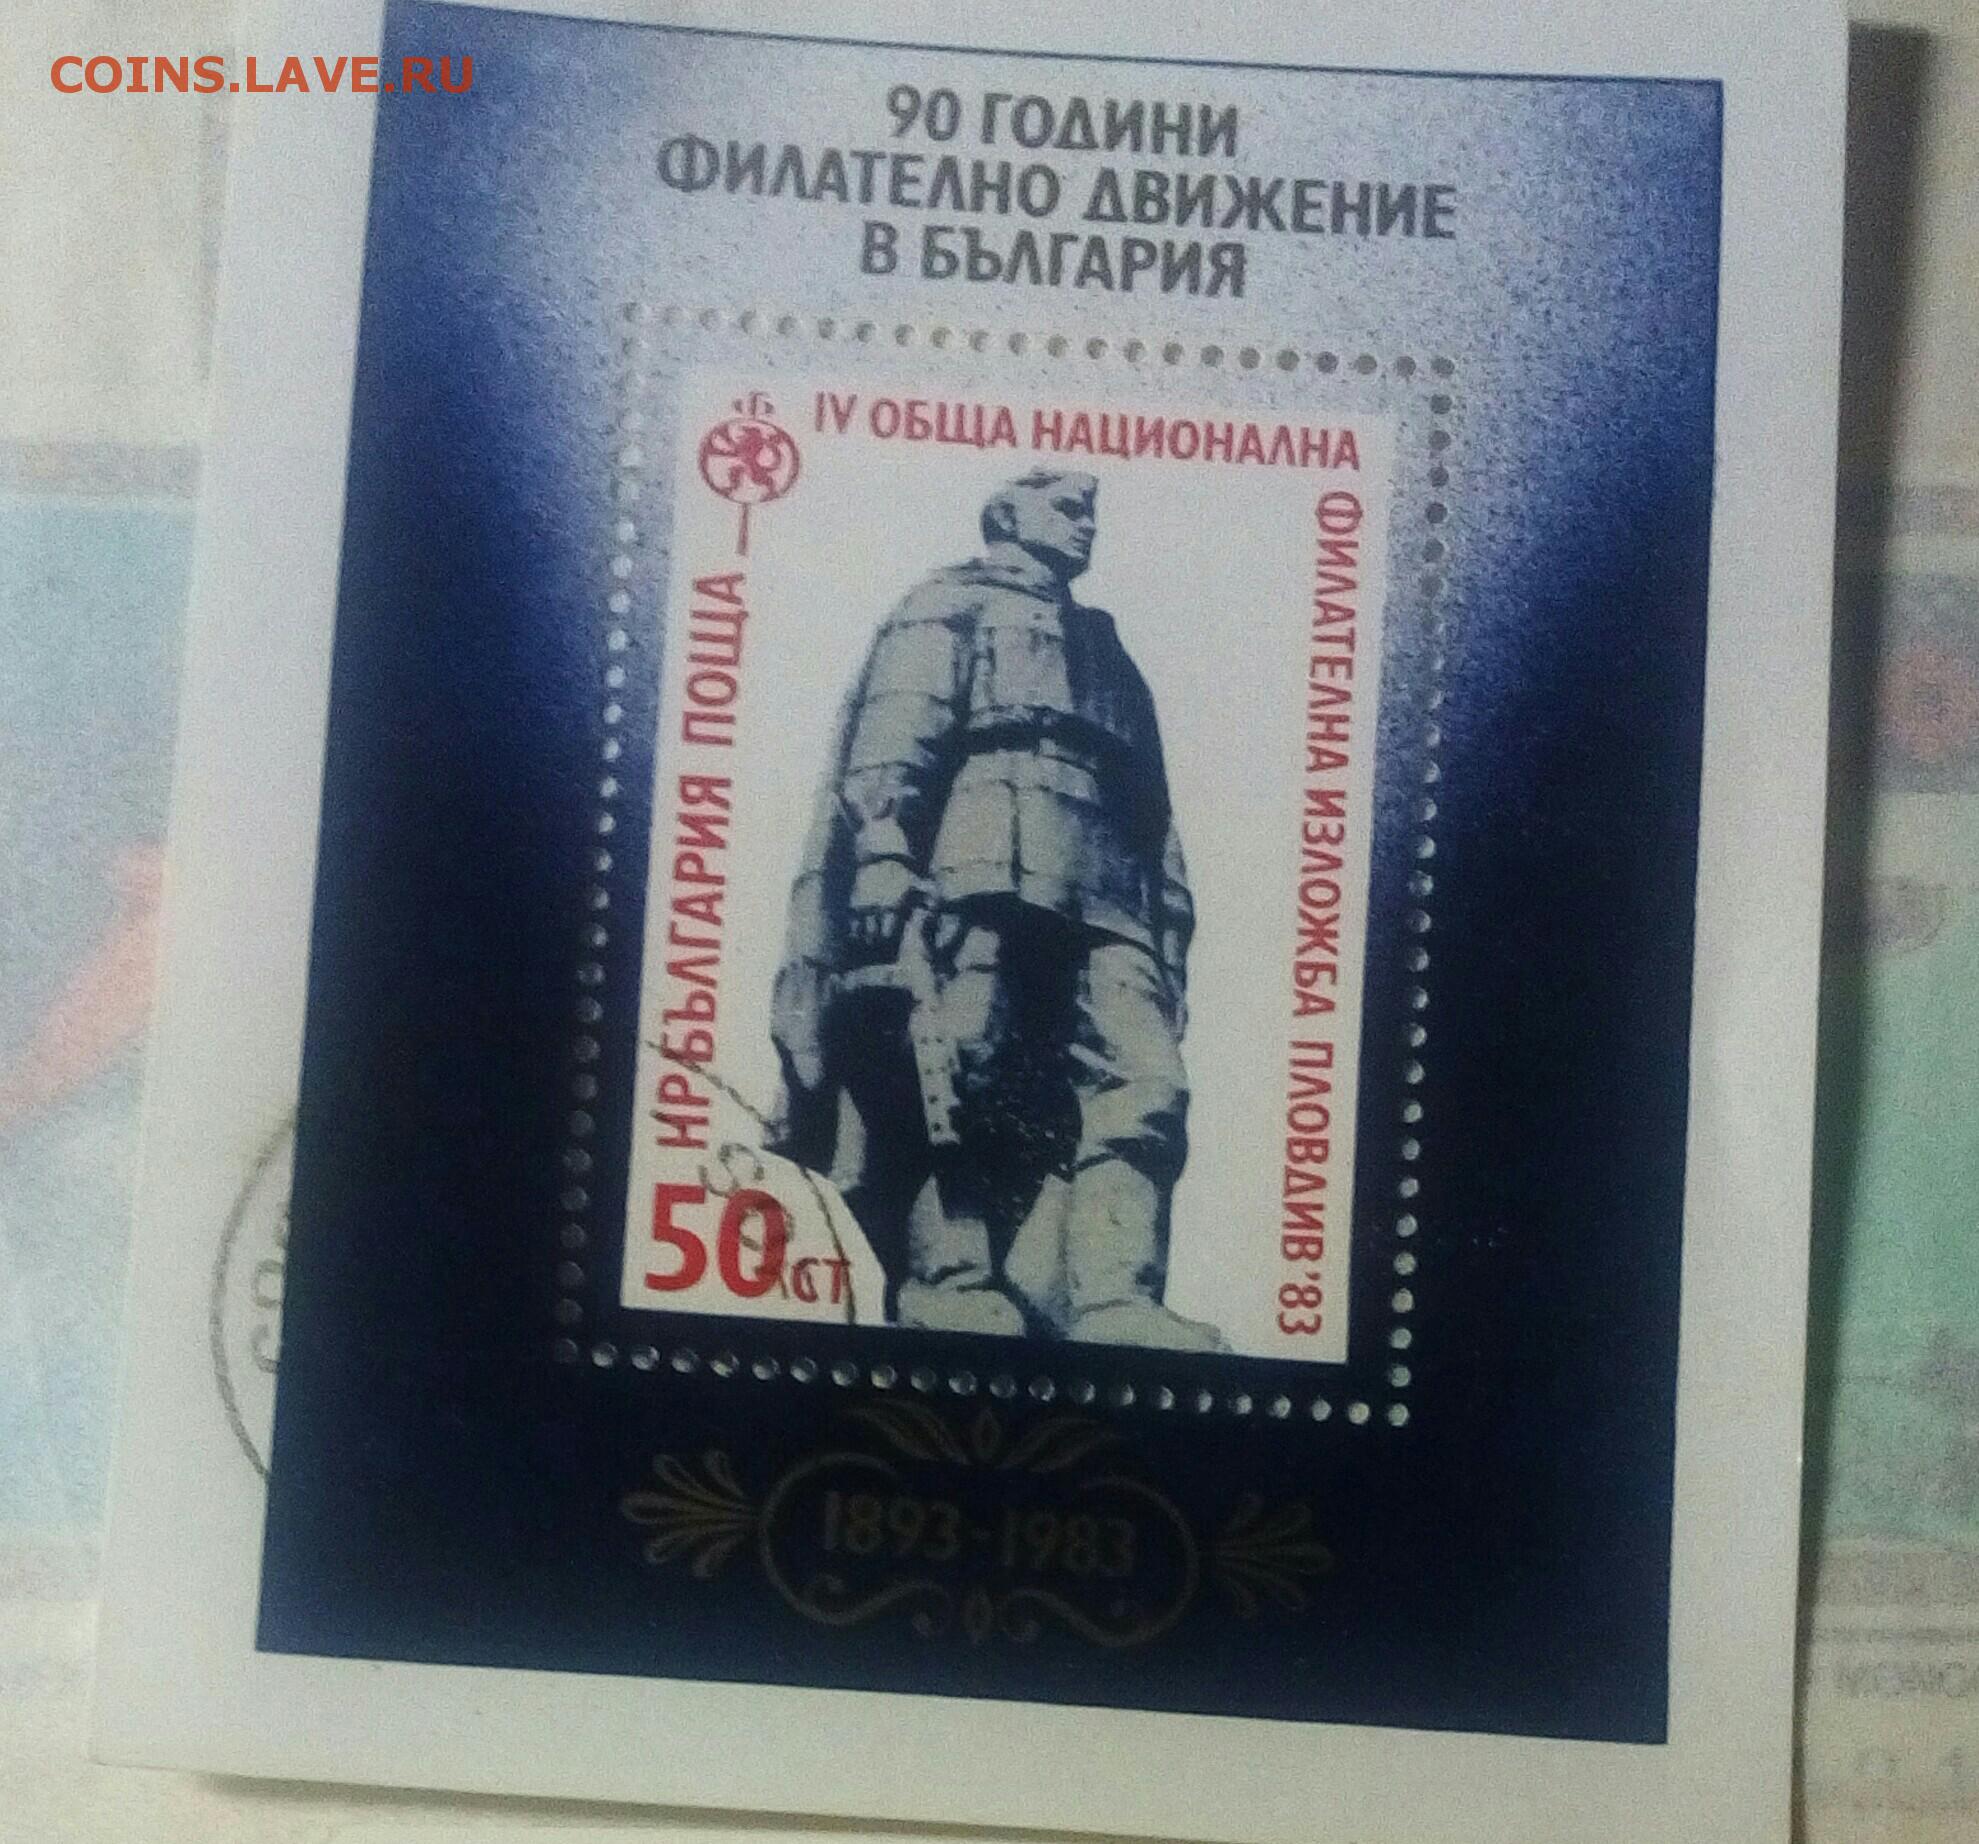 COINS.LAVE.RU
90 ГОДИНИ
ФИЛАТЕЛНО ДВИЖЕНИЕ
В БЪЛГАРИЯ
IV ОБЩА НАЦИОНАЛНА
ФИЛАТЕЛНА ИЗЛОЖБА ПЛОВДИВ'83
НРБЪЛГАРИЯ ПОЩА
50 СТ
1893-1983